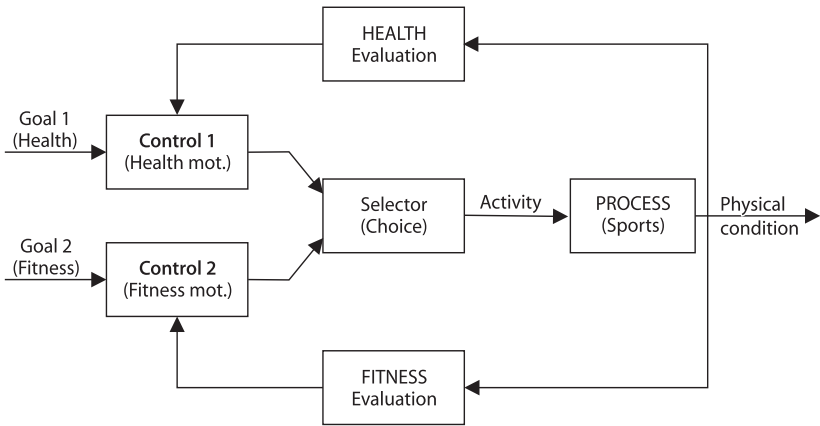 HEALTH
Evaluation
Goal 1
(Health)
Control 1
(Health mot.)
Selector
(Choice)
Activity
PROCESS
(Sports)
Physical
condition
Goal 2
(Fitness)
Control 2
(Fitness mot.)
FITNESS
Evaluation